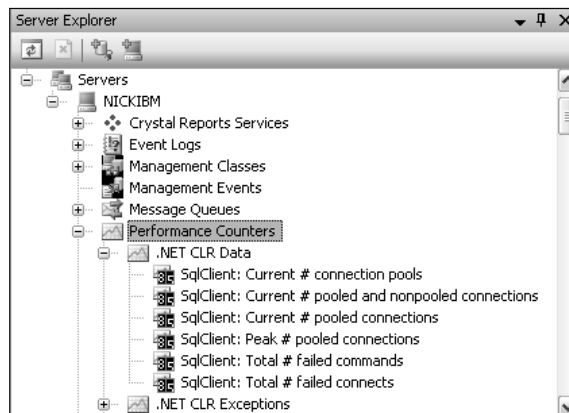 Server Explorer
Servers
NICKIBM
Crystal Reports Services
Event Logs
Management Classes
Management Events
Message Queues
Performance Counters
.NET CLR Data
SqlClient: Current # connection pools
SqlClient: Current # pooled and nonpooled connections
SqlClient: Current # pooled connections
SqlClient: Peak # pooled connections
SqlClient: Total # failed commands
SqlClient: Total # failed connects
.NET CLR Exceptions